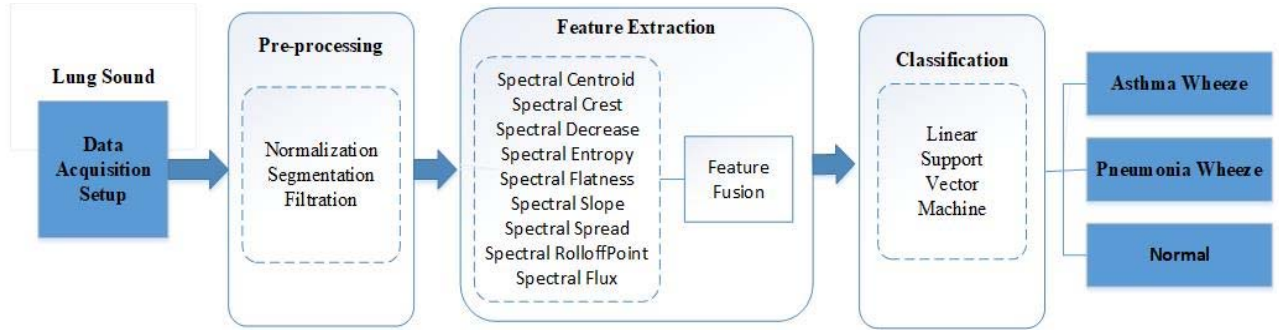 Lung Sound
Data
Acquisition
Setup
Pre-processing
Normalization
Segmentation
Filtration
Feature Extraction
Spectral Centroid
Spectral Crest
Spectral Decrease
Spectral Entropy
Spectral Flatness
Spectral Slope
Spectral Spread
Spectral RolloffPoint
Spectral Flux
Feature
Fusion
Classification
Linear
Support
Vector
Machine
Asthma Wheeze
Pneumonia Wheeze
Normal